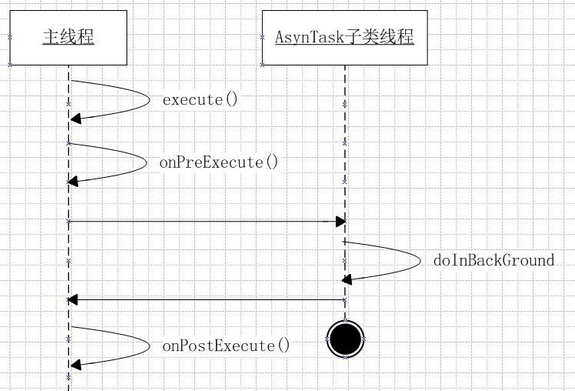 主线程
AsynTask子类线程
execute()
onPreExecute()
doInBackGround
onPostExecute()